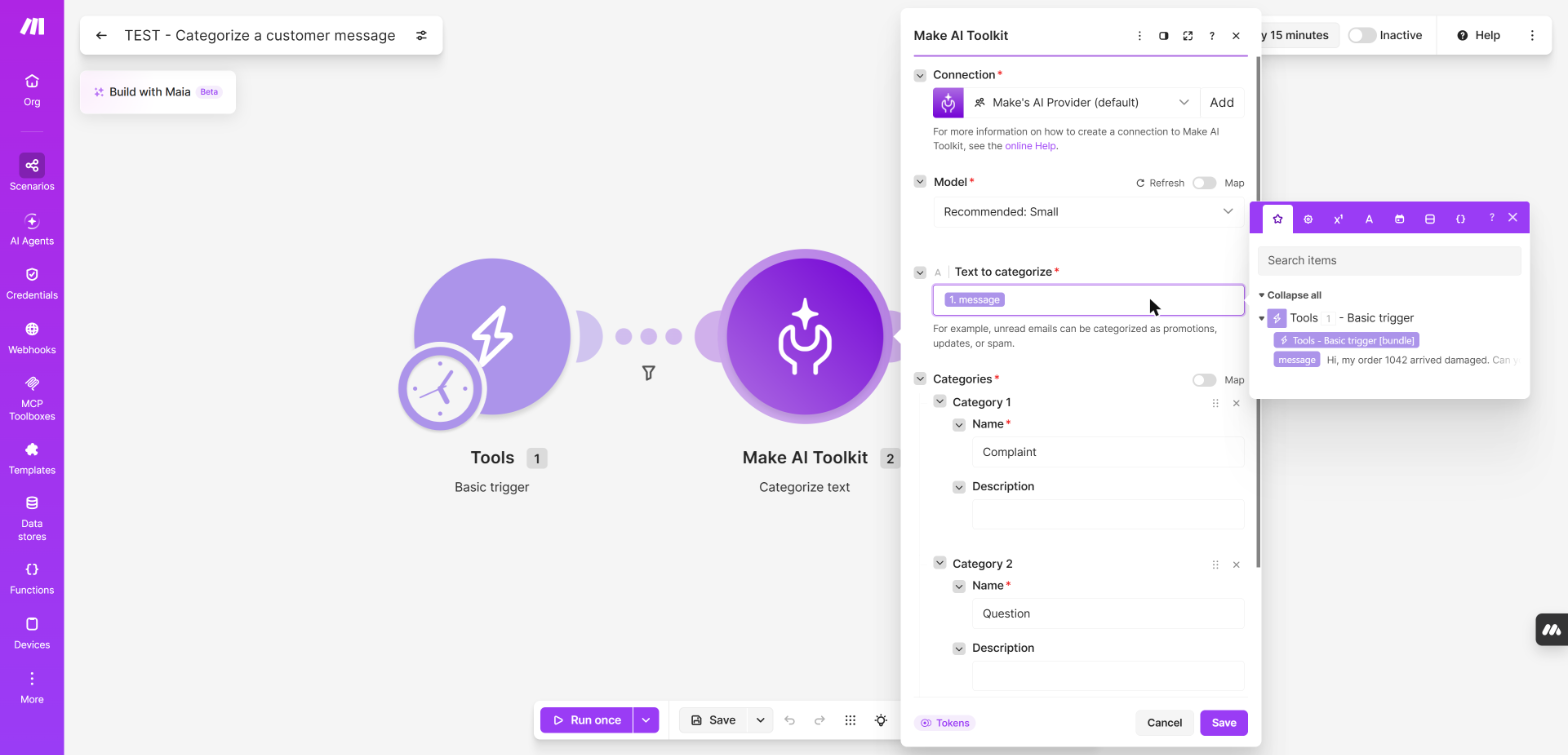 TEST - Categorize a customer message
Build with Maia Beta
Org
Scenarios
AI Agents
Credentials
Webhooks
MCP
Toolboxes
Templates
Data
stores
Functions
Devices
More
Tools 1
Basic trigger
Make AI Toolkit 2
Categorize text
Run once
Save
Make AI Toolkit
?
Connection*
Make's AI Provider (default)
Add
For more information on how to create a connection to Make AI
Toolkit, see the online Help.
Model*
Refresh
Map
Recommended: Small
A
Text to categorize*
1. message
For example, unread emails can be categorized as promotions,
updates, or spam.
Categories*
Map
Category 1
Name*
Complaint
Description
Category 2
Name*
Question
Description
Tokens
Cancel
Save
15 minutes
Inactive
Help
A
?
Search items
Collapse all
Tools 1 - Basic trigger
Tools - Basic trigger [bundle]
message Hi, my order 1042 arrived damaged. Can